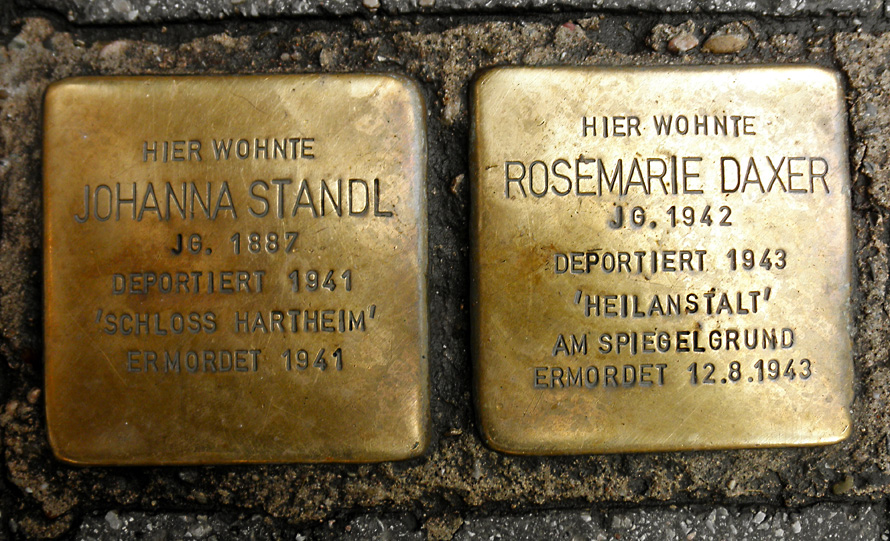 HIER WOHNTE
JOHANNA STANDL
JG. 1887
DEPORTIERT 1941
'SCHLOSS HARTHEIM'
ERMORDET 1941
HIER WOHNTE
ROSEMARIE DAXER
JG. 1942
DEPORTIERT 1943
'HEILANSTALT'
AM SPIEGELGRUND
ERMORDET 12.8.1943